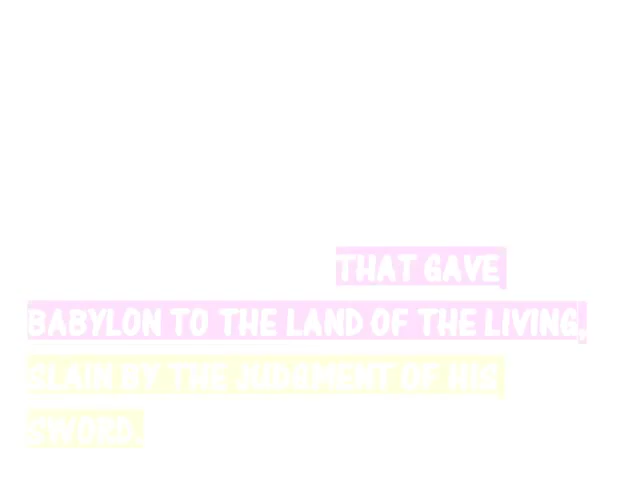 THAT GAVE
BABYLON TO THE LAND OF THE LIVING,
SLAIN BY THE JUDGMENT OF HIS
SWORD.